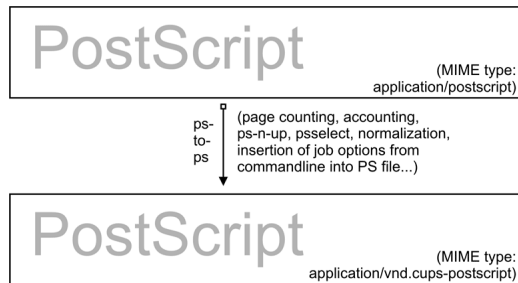 PostScript
(MIME type:
application/postscript)
ps-
to-
ps
(page counting, accounting,
ps-n-up, psselect, normalization,
insertion of job options from
commandline into PS file...)
PostScript
(MIME type:
application/vnd.cups-postscript)